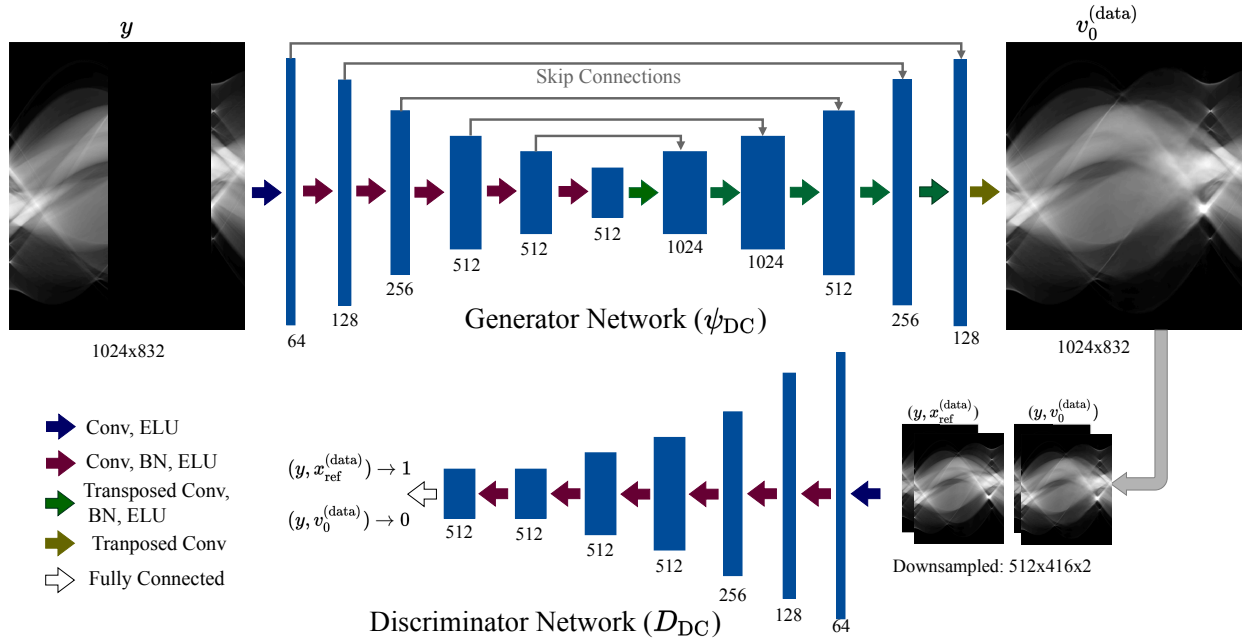 y
v_0^{(data)}
Skip Connections
64
128
256
512
512
512
1024
1024
512
256
128
Generator Network (ψ_DC)
1024x832
1024x832
Conv, ELU
Conv, BN, ELU
Transposed Conv,
BN, ELU
Tranposed Conv
Fully Connected
(y, x_ref^{(data)}) → 1
(y, v_0^{(data)}) → 0
512
512
512
512
256
128
64
(y, x_ref^{(data)})
(y, v_0^{(data)})
Downsampled: 512x416x2
Discriminator Network (D_DC)